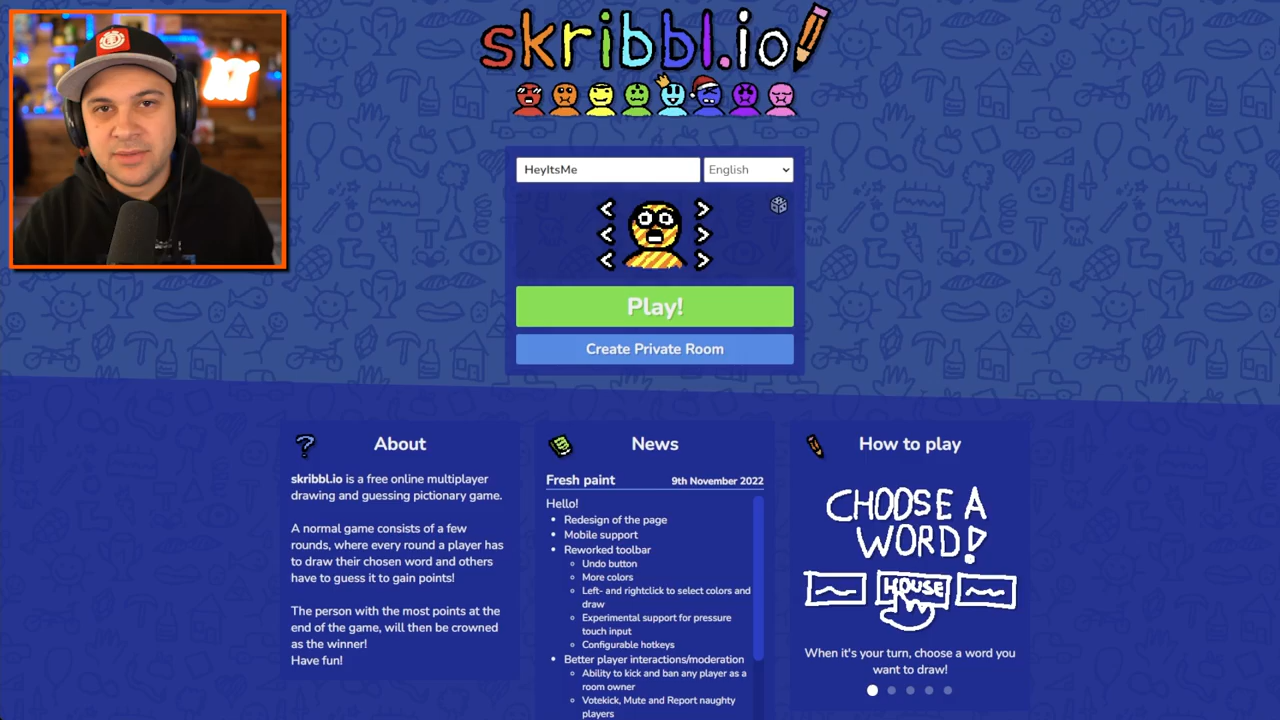 skribbl.io!
HeyItsMe
English
Play!
Create Private Room
About
skribbl.io is a free online multiplayer
drawing and guessing pictionary game.
A normal game consists of a few
rounds, where every round a player has
to draw their chosen word and others
have to guess it to gain points!
The person with the most points at the
end of the game, will then be crowned
as the winner!
Have fun!
News
Fresh paint 9th November 2022
Hello!
Redesign of the page
Mobile support
Reworked toolbar
Undo button
More colors
Left- and rightclick to select colors and
draw
Experimental support for pressure
touch input
Configurable hotkeys
Better player interactions/moderation
Ability to kick and ban any player as a
room owner
Votekick, Mute and Report naughty
players
How to play
CHOOSE A
WORD!
HOUSE
When it's your turn, choose a word you
want to draw!